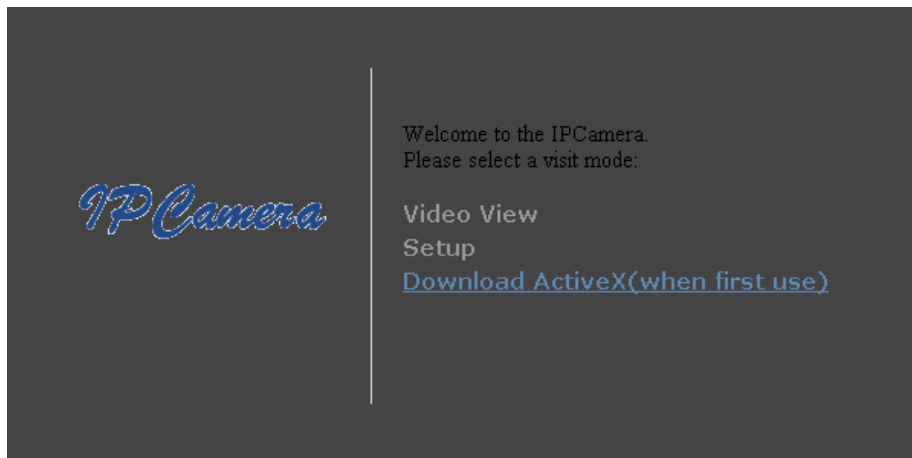 IPCamera
Welcome to the IPCamera.
Please select a visit mode:
Video View
Setup
Download ActiveX(when first use)